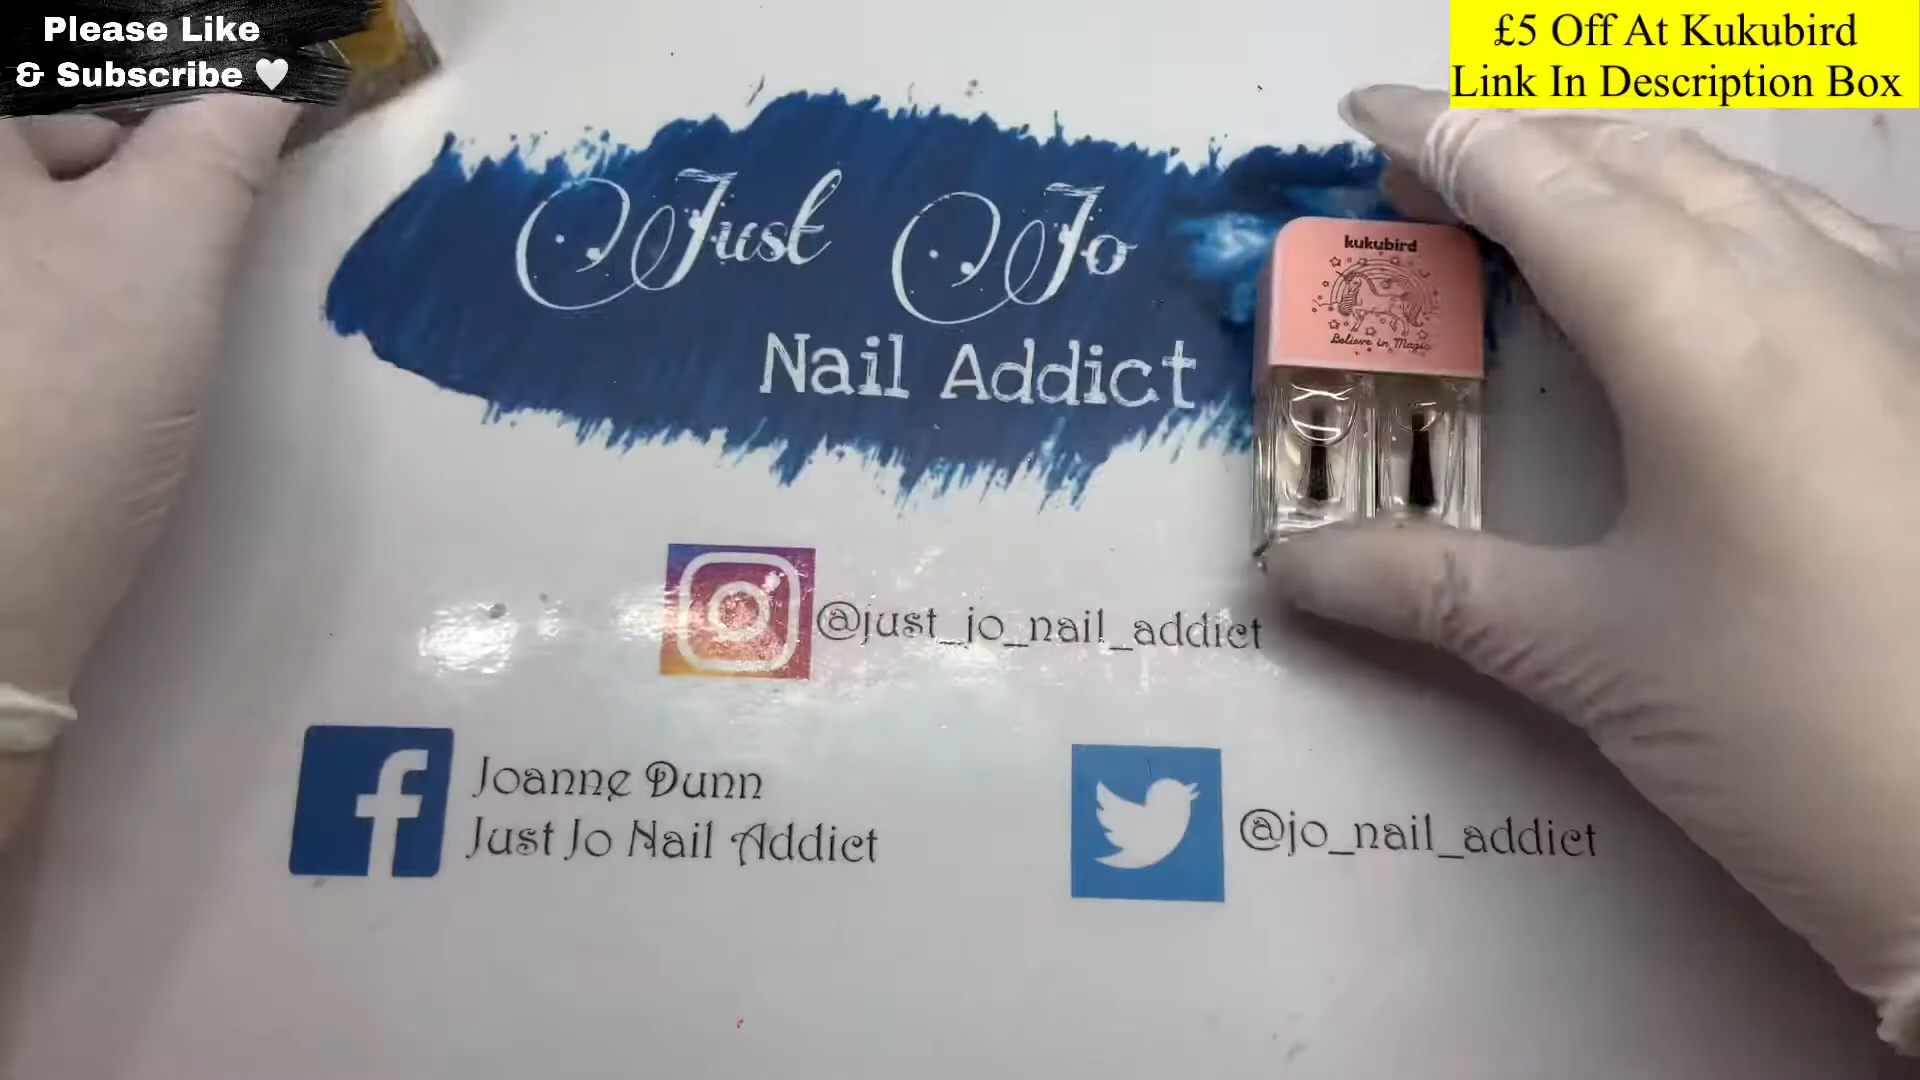 Please Like
& Subscribe 🤍
£5 Off At Kukubird
Link In Description Box
Just Jo
Nail Addict
kukubird
Believe in Magic
@just_jo_nail_addict
Joanne Dunn
Just Jo Nail Addict
@jo_nail_addict